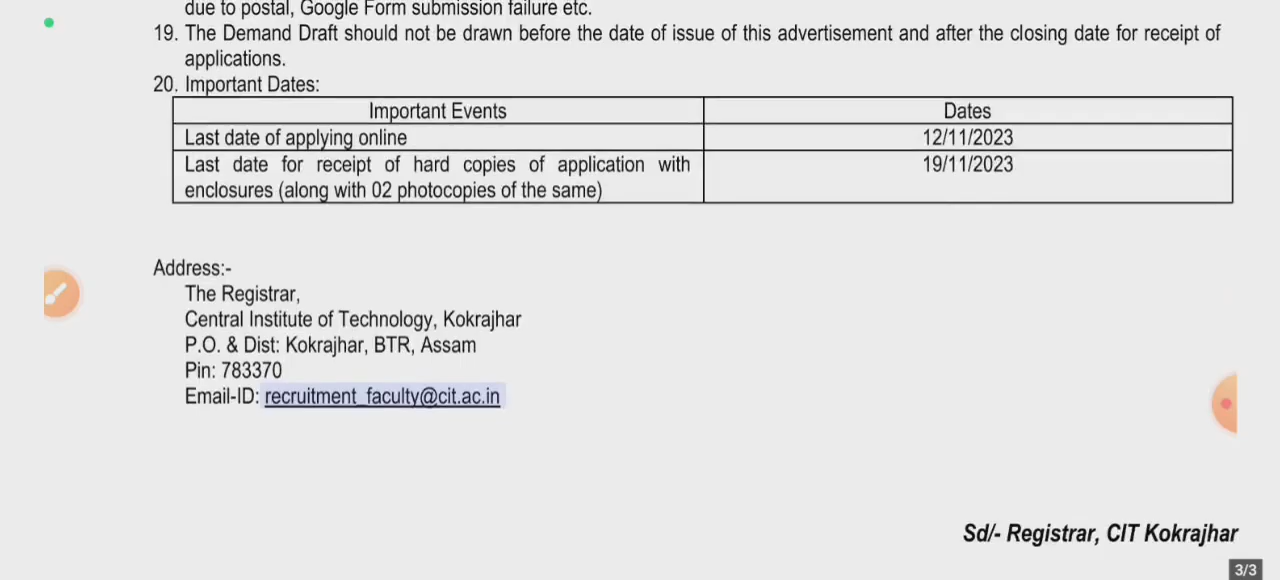 due to postal, Google Form submission failure etc.
19. The Demand Draft should not be drawn before the date of issue of this advertisement and after the closing date for receipt of
applications.
20. Important Dates:
Important Events Dates
Last date of applying online 12/11/2023
Last date for receipt of hard copies of application with 19/11/2023
enclosures (along with 02 photocopies of the same)
Address:-
The Registrar,
Central Institute of Technology, Kokrajhar
P.O. & Dist: Kokrajhar, BTR, Assam
Pin: 783370
Email-ID: recruitment_faculty@cit.ac.in
Sd/- Registrar, CIT Kokrajhar
3/3